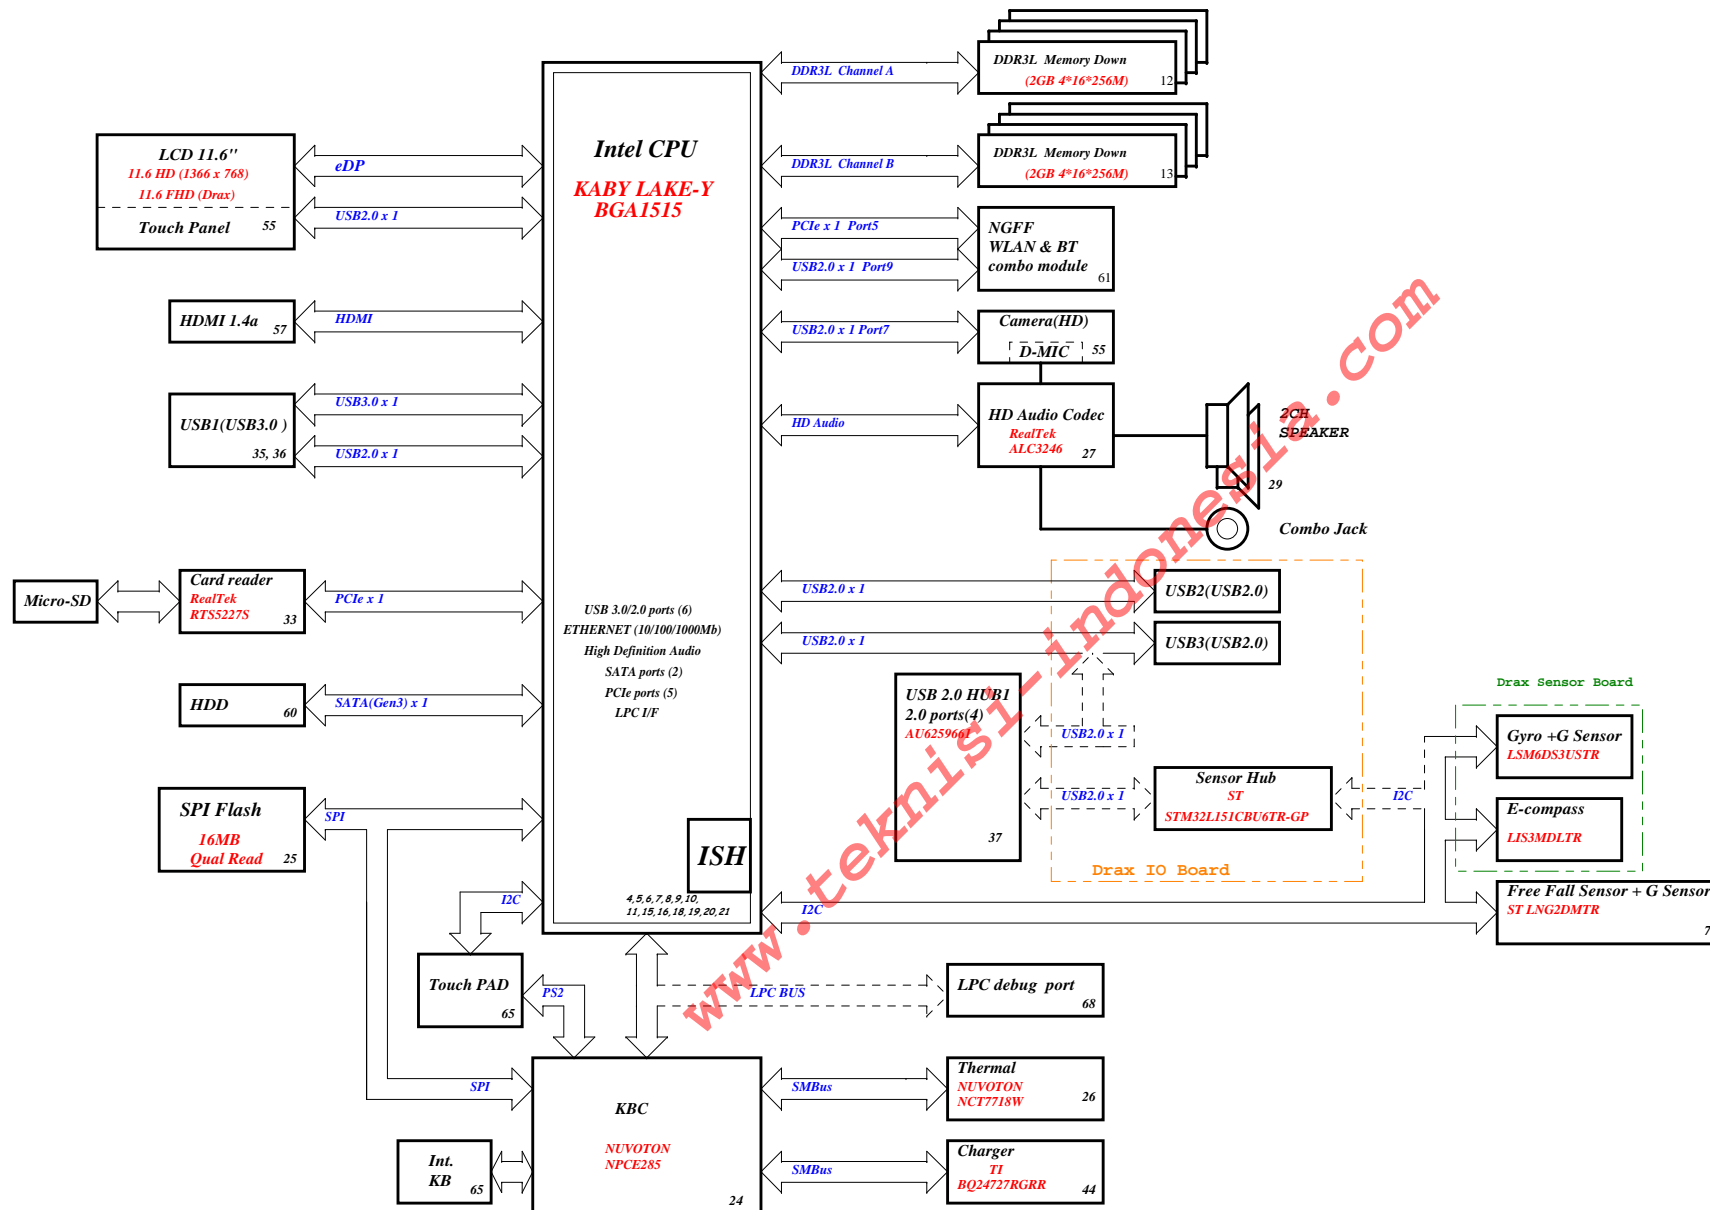 DDR3L Channel A
DDR3L Memory Down
(2GB 4*16*256M)
12
DDR3L Channel B
DDR3L Memory Down
(2GB 4*16*256M)
13
LCD 11.6"
11.6 HD (1366 x 768)
11.6 FHD (Drax)
Touch Panel
55
eDP
USB2.0 x 1
Intel CPU
KABY LAKE-Y
BGA1515
PCIe x 1 Port5
USB2.0 x 1 Port9
NGFF
WLAN & BT
combo module
61
HDMI 1.4a
57
HDMI
USB2.0 x 1 Port7
Camera(HD)
D-MIC
55
USB1(USB3.0 )
35, 36
USB3.0 x 1
USB2.0 x 1
HD Audio
HD Audio Codec
RealTek
ALC3246
27
2CH
SPEAKER
29
Combo Jack
Micro-SD
Card reader
RealTek
RTS5227S
33
PCIe x 1
USB 3.0/2.0 ports (6)
ETHERNET (10/100/1000Mb)
High Definition Audio
SATA ports (2)
PCIe ports (5)
LPC I/F
USB2.0 x 1
USB2(USB2.0)
USB2.0 x 1
USB3(USB2.0)
HDD
60
SATA(Gen3) x 1
USB 2.0 HUB1
2.0 ports(4)
AU6259661
37
USB2.0 x 1
USB2.0 x 1
Sensor Hub
ST
STM32L151CBU6TR-GP
Drax IO Board
I2C
Drax Sensor Board
Gyro +G Sensor
LSM6DS3USTR
E-compass
LIS3MDLTR
Free Fall Sensor + G Sensor
ST LNG2DMTR
7
SPI Flash
16MB
Qual Read
25
SPI
ISH
4,5,6,7,8,9,10,
11,15,16,18,19,20,21
I2C
I2C
Touch PAD
65
PS2
LPC BUS
LPC debug port
68
SPI
KBC
NUVOTON
NPCE285
24
Int.
KB
65
SMBus
Thermal
NUVOTON
NCT7718W
26
SMBus
Charger
TI
BQ24727RGRR
44
www.teknisi-indonesia.com